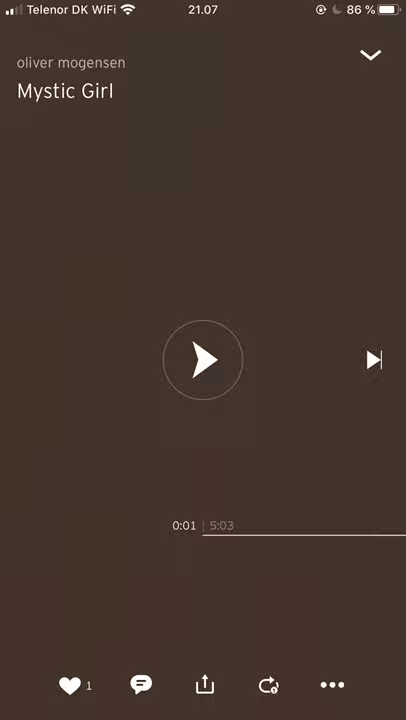 Telenor DK WiFi 21.07 86 %
oliver mogensen
Mystic Girl
0:01 | 5:03
1